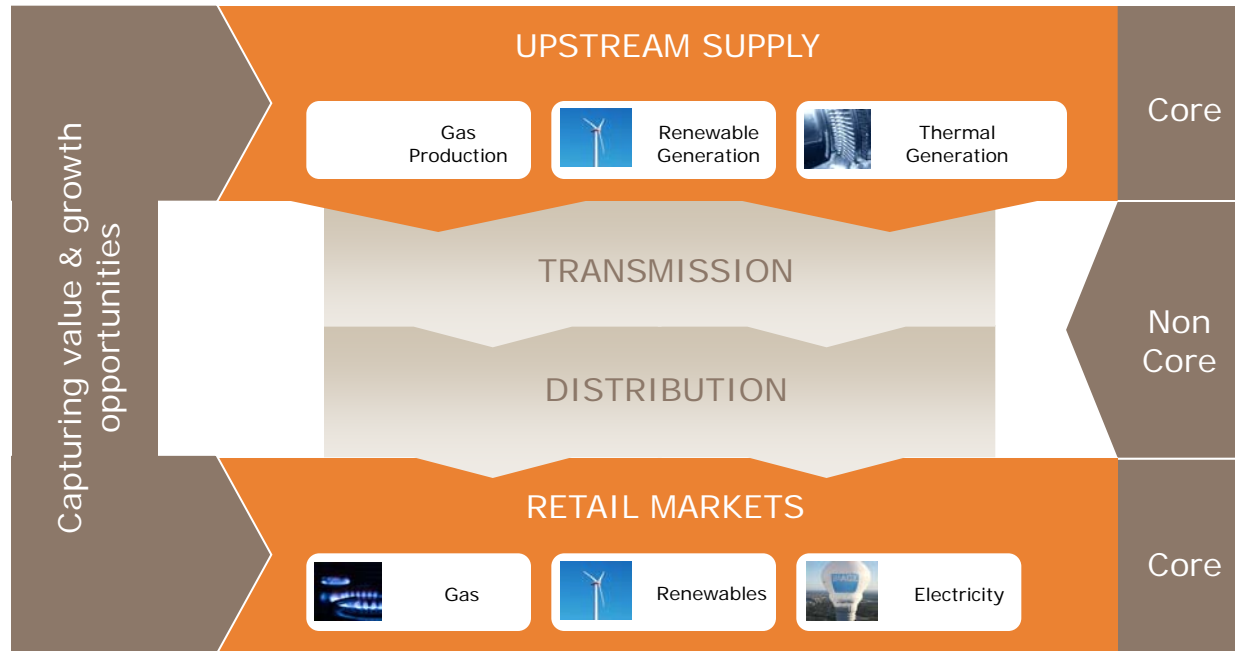 UPSTREAM SUPPLY
Gas
Production
Renewable
Generation
Thermal
Generation
Core
Capturing value & growth
opportunities
TRANSMISSION
Non
Core
DISTRIBUTION
RETAIL MARKETS
Gas
Renewables
Electricity
Core